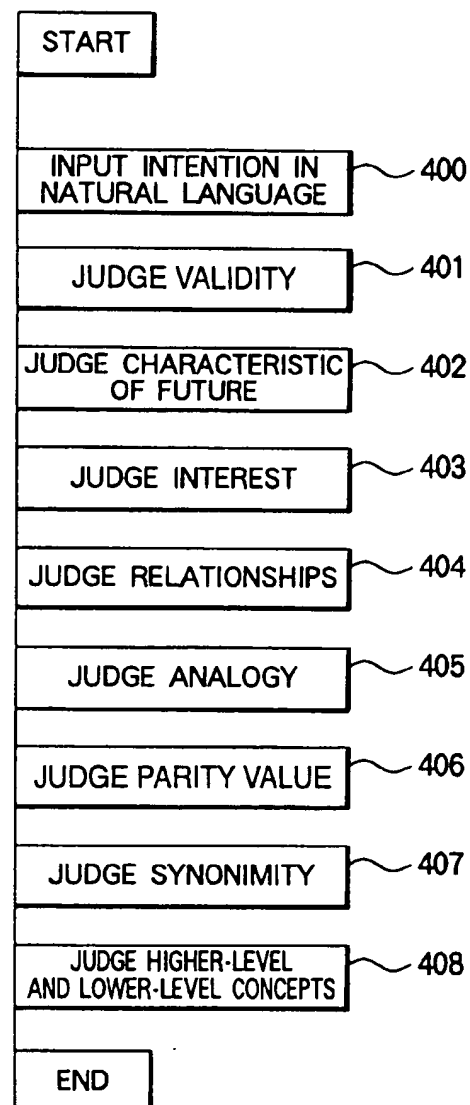 START
INPUT INTENTION IN
NATURAL LANGUAGE
400
JUDGE VALIDITY
401
JUDGE CHARACTERISTIC
OF FUTURE
402
JUDGE INTEREST
403
JUDGE RELATIONSHIPS
404
JUDGE ANALOGY
405
JUDGE PARITY VALUE
406
JUDGE SYNONIMITY
407
JUDGE HIGHER-LEVEL
AND LOWER-LEVEL CONCEPTS
408
END